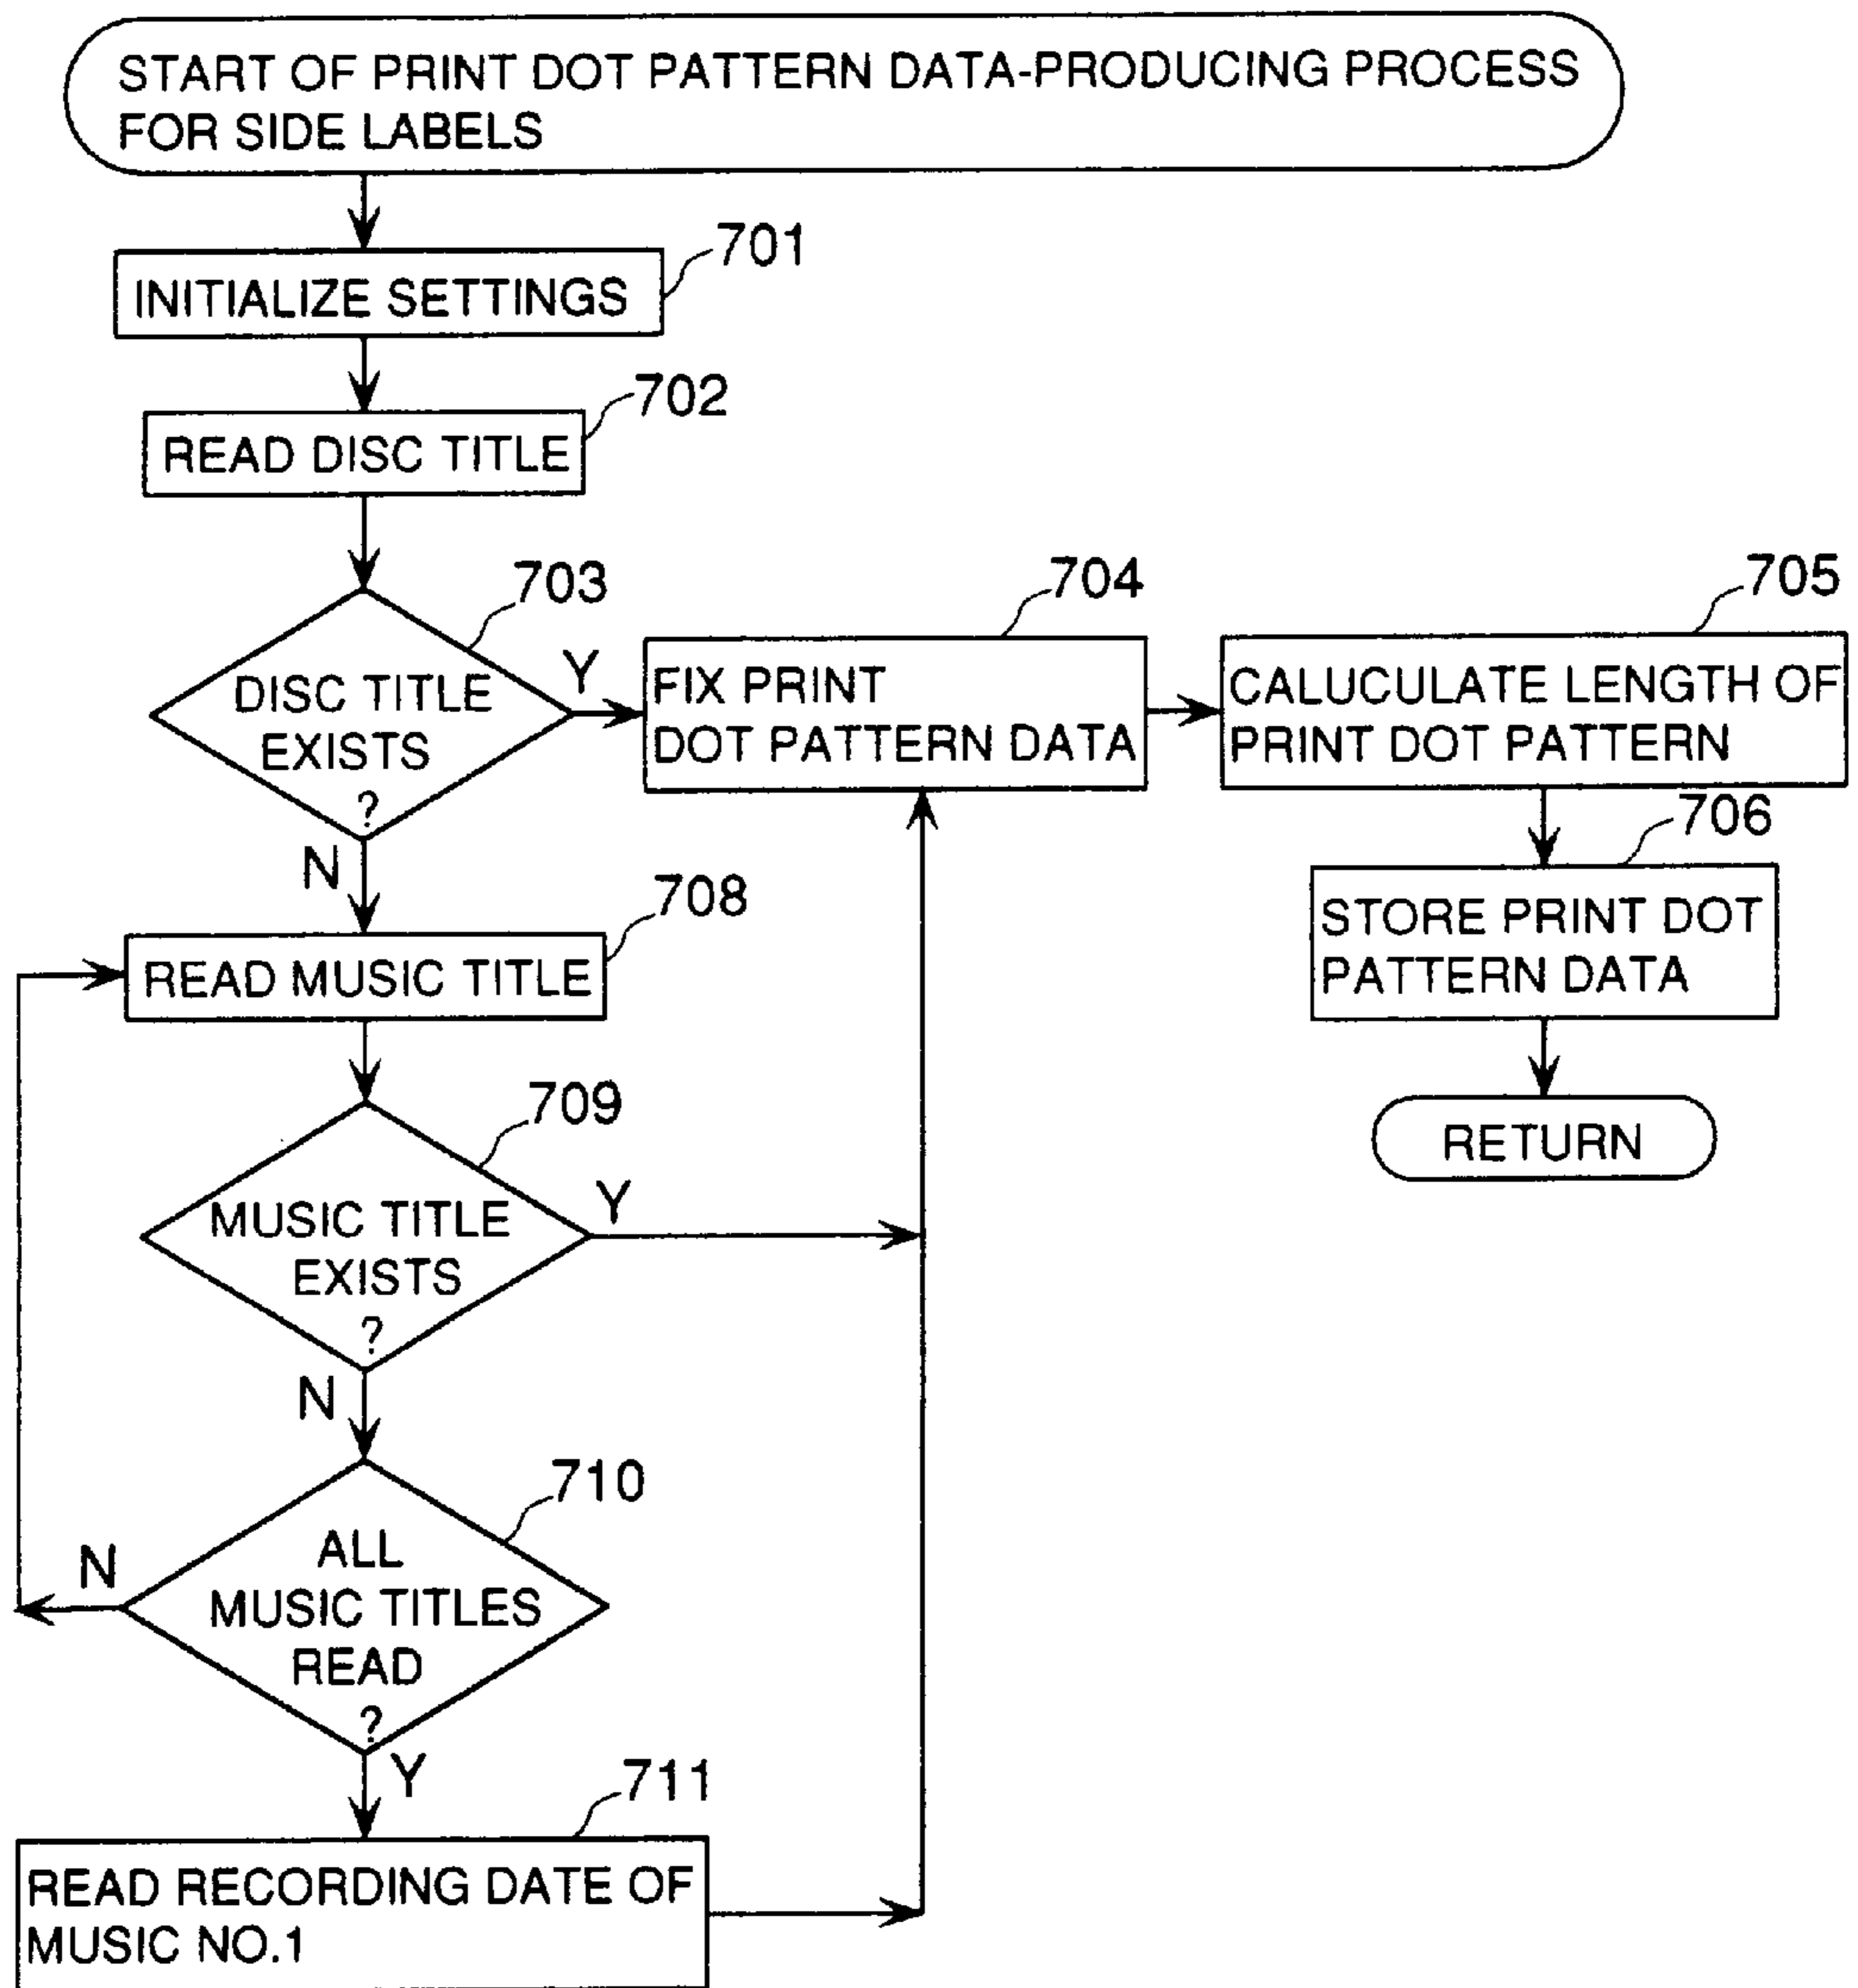 START OF PRINT DOT PATTERN DATA-PRODUCING PROCESS
FOR SIDE LABELS
701
INITIALIZE SETTINGS
702
READ DISC TITLE
703
DISC TITLE
EXISTS
?
Y
N
704
FIX PRINT
DOT PATTERN DATA
705
CALUCULATE LENGTH OF
PRINT DOT PATTERN
706
STORE PRINT DOT
PATTERN DATA
RETURN
708
READ MUSIC TITLE
709
MUSIC TITLE
EXISTS
?
Y
N
710
ALL
MUSIC TITLES
READ
?
N
Y
711
READ RECORDING DATE OF
MUSIC NO.1